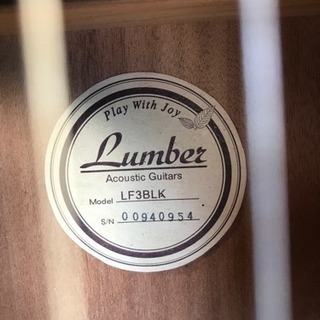 Play With Joy
Lumber
Acoustic Guitars
Model LF3BLK
S/N 00940954